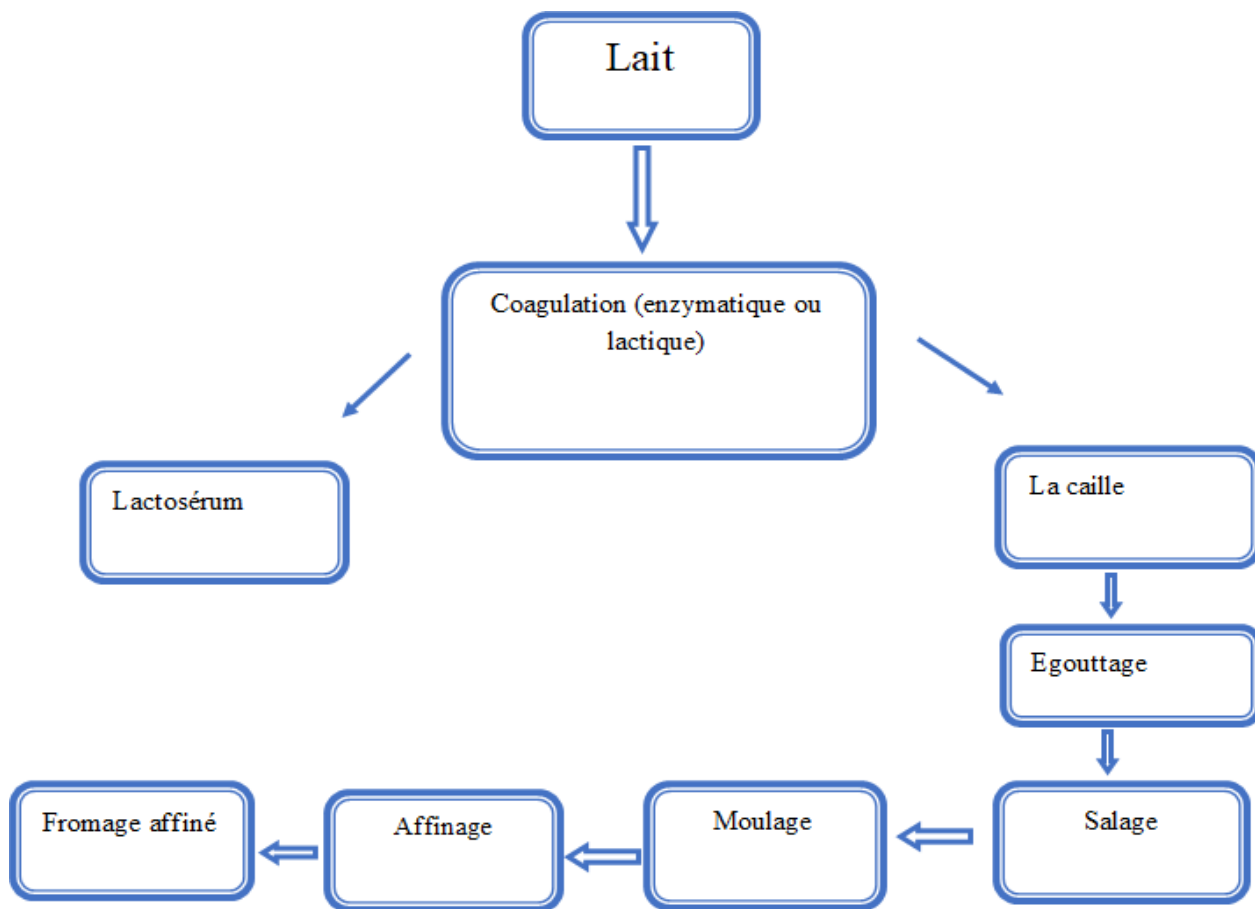 Lait
Coagulation (enzymatique ou
lactique)
Lactosérum
La caille
Egouttage
Salage
Moulage
Affinage
Fromage affiné